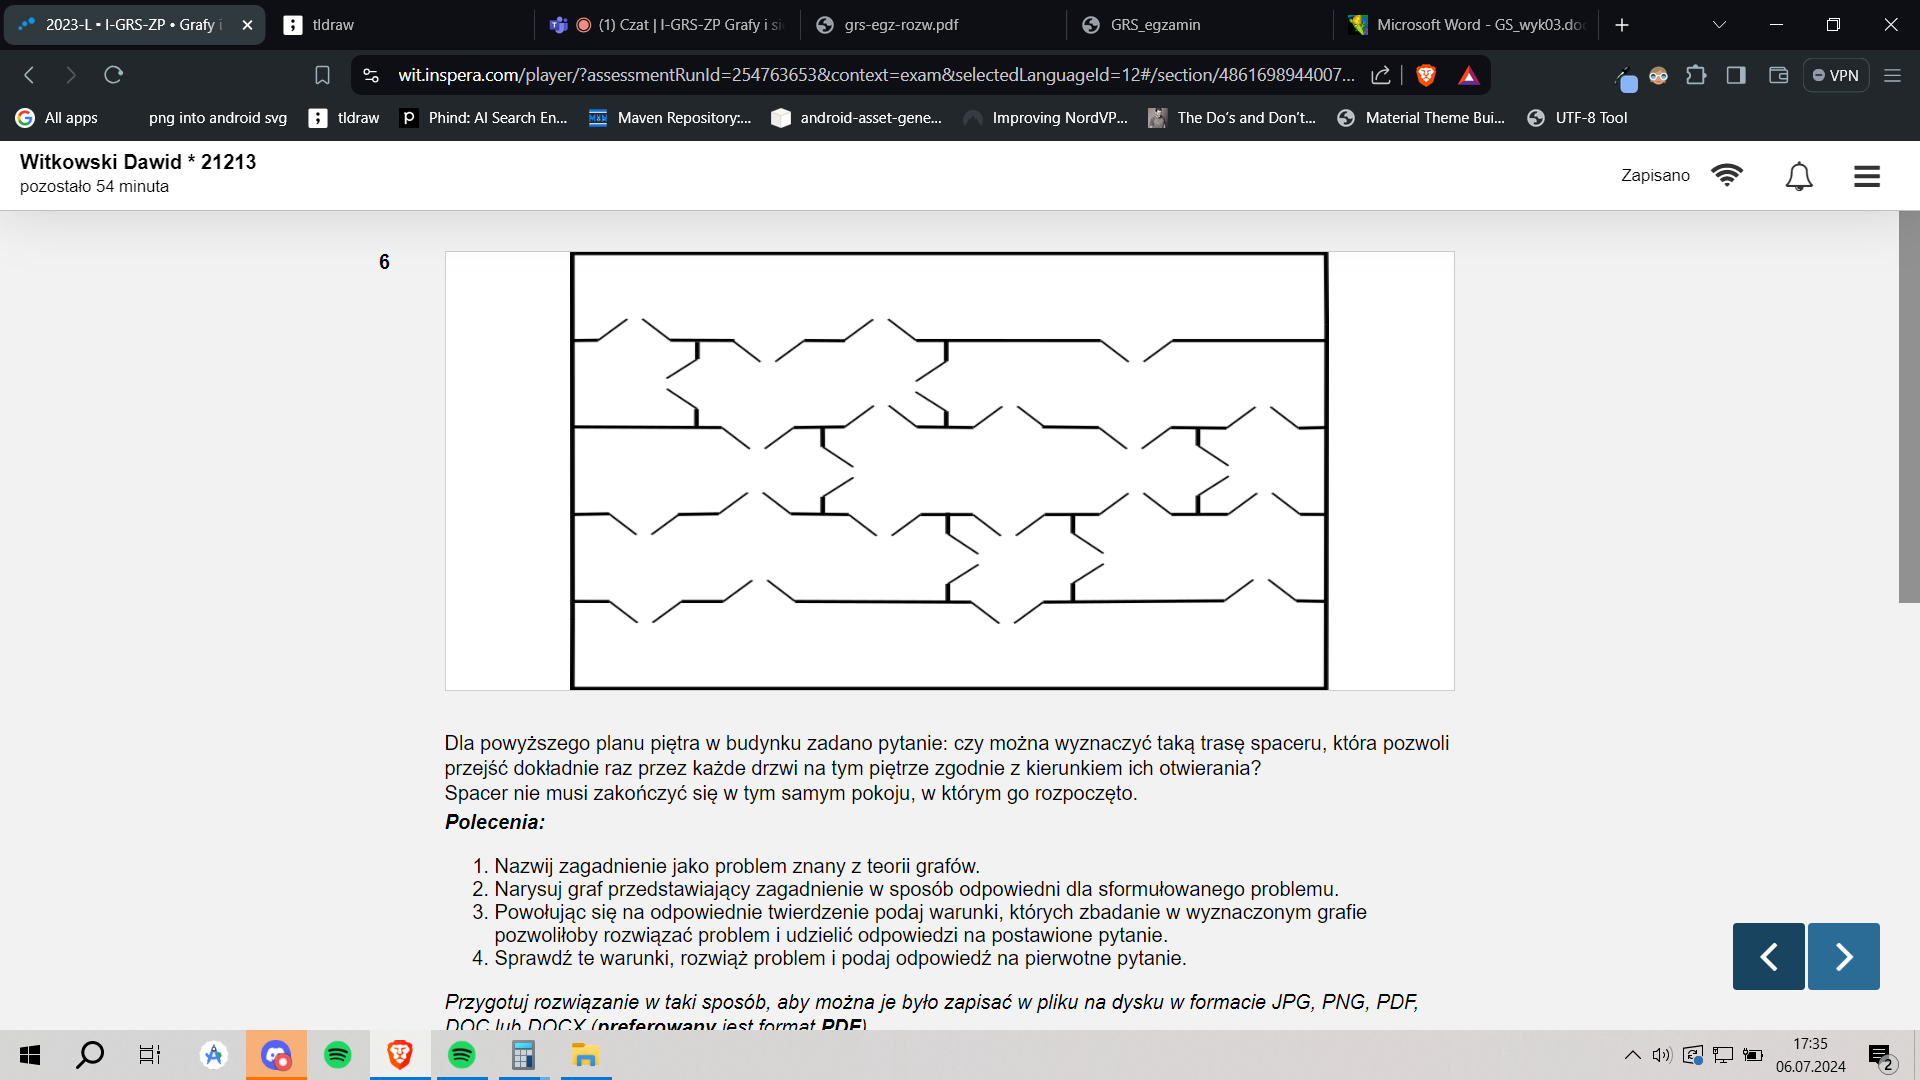 2023-L • I-GRS-ZP • Grafy i
tldraw
(1) Czat | I-GRS-ZP Grafy i si
grs-egz-rozw.pdf
GRS_egzamin
Microsoft Word - GS_wyk03.do
wit.inspera.com/player/?assessmentRunId=254763653&context=exam&selectedLanguageId=12#/section/4861698944007...
VPN
All apps
png into android svg
tldraw
Phind: AI Search En...
Maven Repository:...
android-asset-gene...
Improving NordVP...
The Do's and Don't...
Material Theme Bui...
UTF-8 Tool
Witkowski Dawid * 21213
pozostało 54 minuta
Zapisano
6
Dla powyższego planu piętra w budynku zadano pytanie: czy można wyznaczyć taką trasę spaceru, która pozwoli
przejść dokładnie raz przez każde drzwi na tym piętrze zgodnie z kierunkiem ich otwierania?
Spacer nie musi zakończyć się w tym samym pokoju, w którym go rozpoczęto.
Polecenia:
1. Nazwij zagadnienie jako problem znany z teorii grafów.
2. Narysuj graf przedstawiający zagadnienie w sposób odpowiedni dla sformułowanego problemu.
3. Powołując się na odpowiednie twierdzenie podaj warunki, których zbadanie w wyznaczonym grafie
pozwoliłoby rozwiązać problem i udzielić odpowiedzi na postawione pytanie.
4. Sprawdź te warunki, rozwiąż problem i podaj odpowiedź na pierwotne pytanie.
Przygotuj rozwiązanie w taki sposób, aby można je było zapisać w pliku na dysku w formacie JPG, PNG, PDF,
DOC lub DOCX (preferowany jest format PDF)
17:35
06.07.2024
2